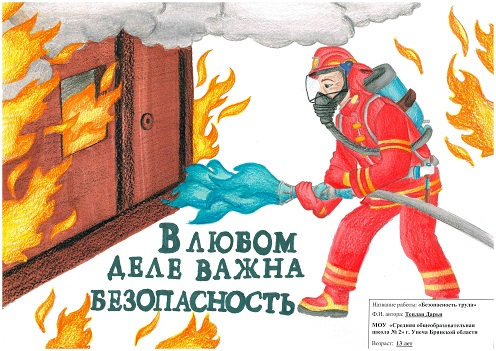 В ЛЮБОМ
ДЕЛЕ ВАЖНА
БЕЗОПАСНОСТЬ
Название работы: «Безопасность труда»
Ф.И. автора: Теплая Дарья
МОУ «Средняя общеобразовательная
школа № 2» г. Унеча Брянской области
Возраст: 13 лет